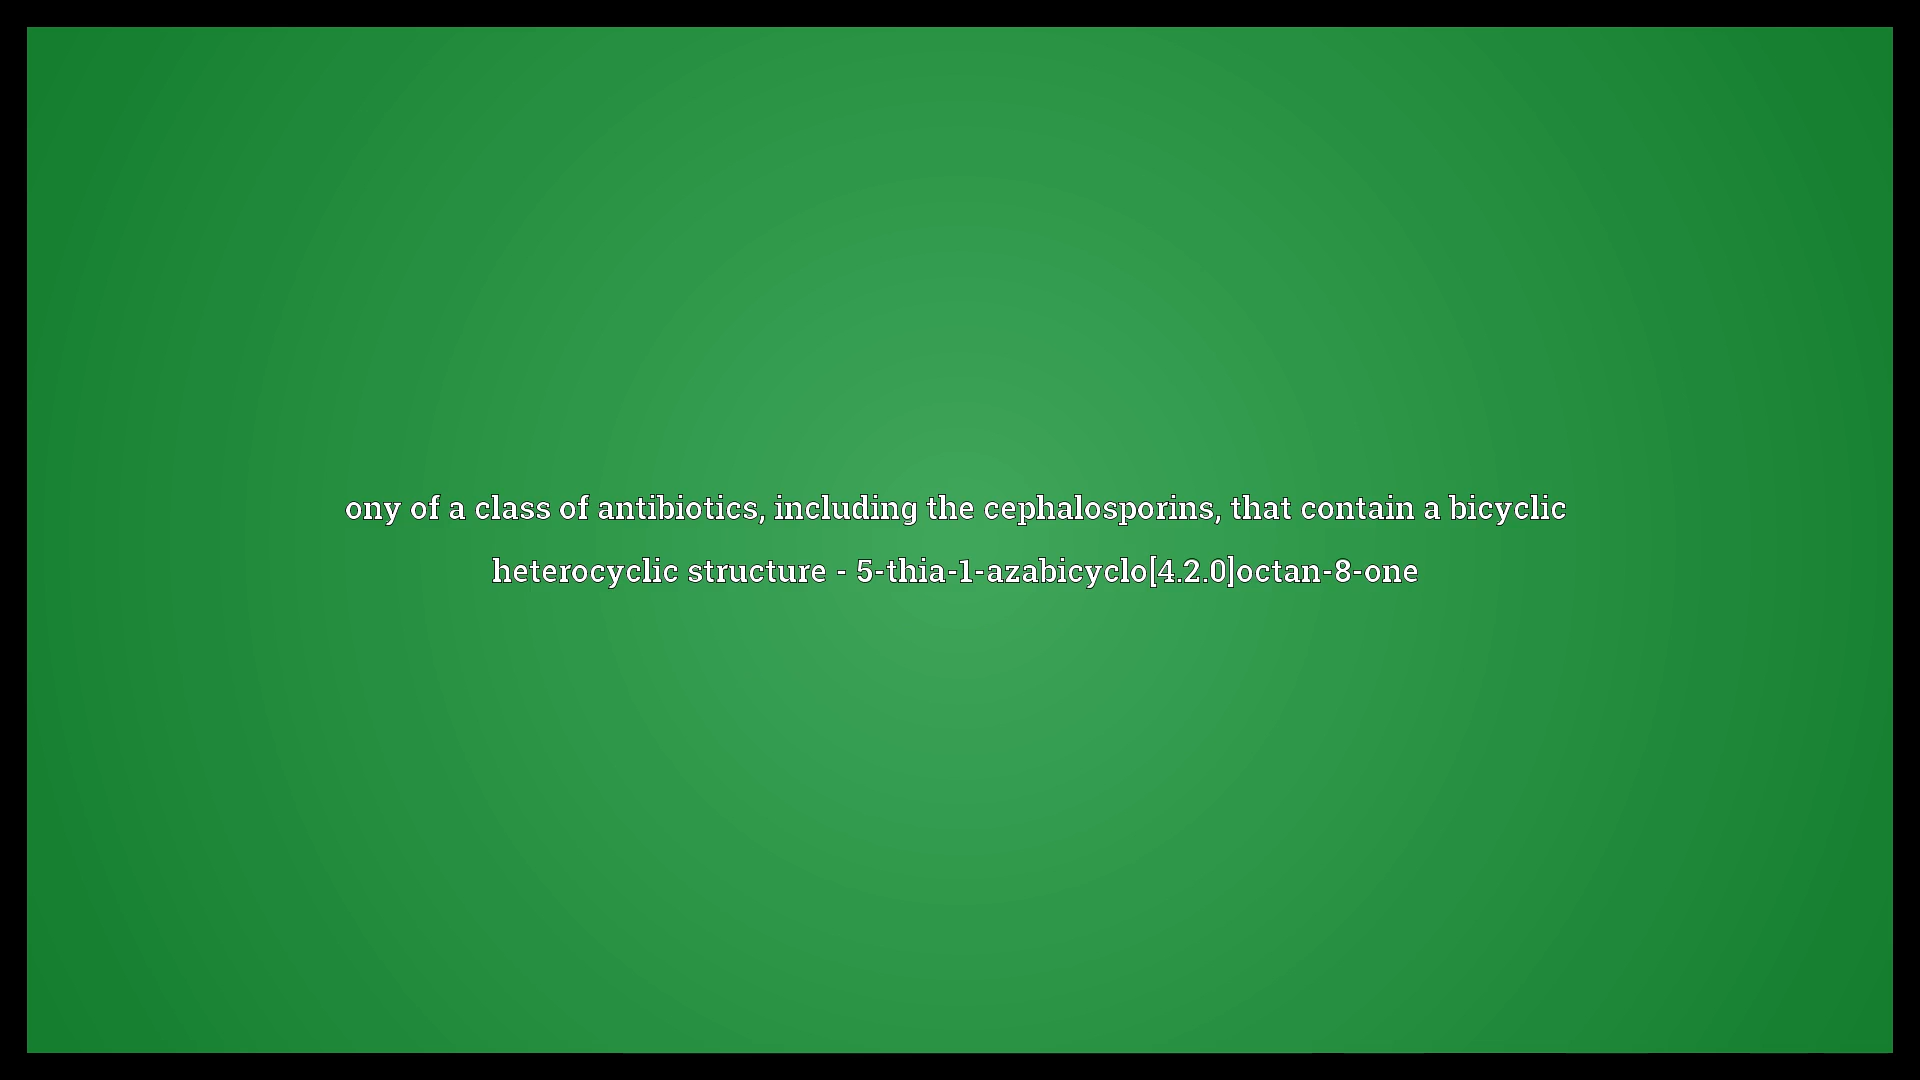 ony of a class of antibiotics, including the cephalosporins, that contain a bicyclic
heterocyclic structure - 5-thia-1-azabicyclo[4.2.0]octan-8-one